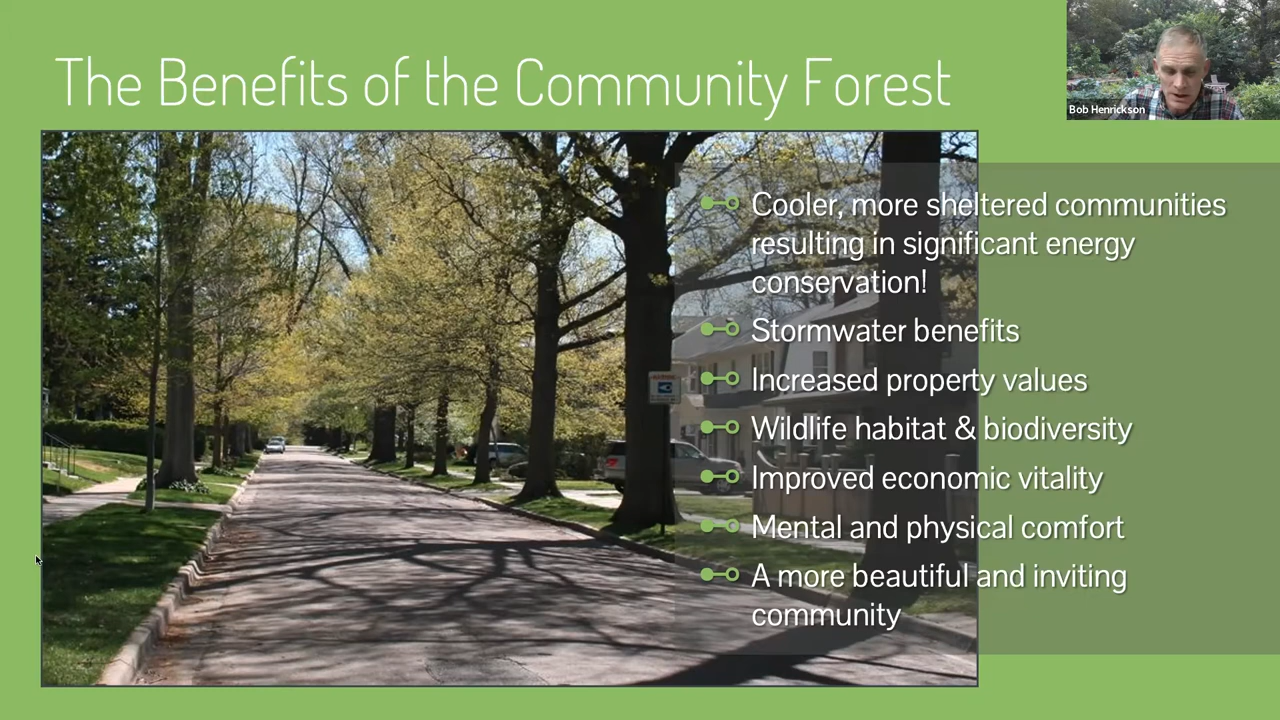 The Benefits of the Community Forest
Bob Henrickson
Cooler, more sheltered communities
resulting in significant energy
conservation!
Stormwater benefits
Increased property values
Wildlife habitat & biodiversity
Improved economic vitality
Mental and physical comfort
A more beautiful and inviting
community